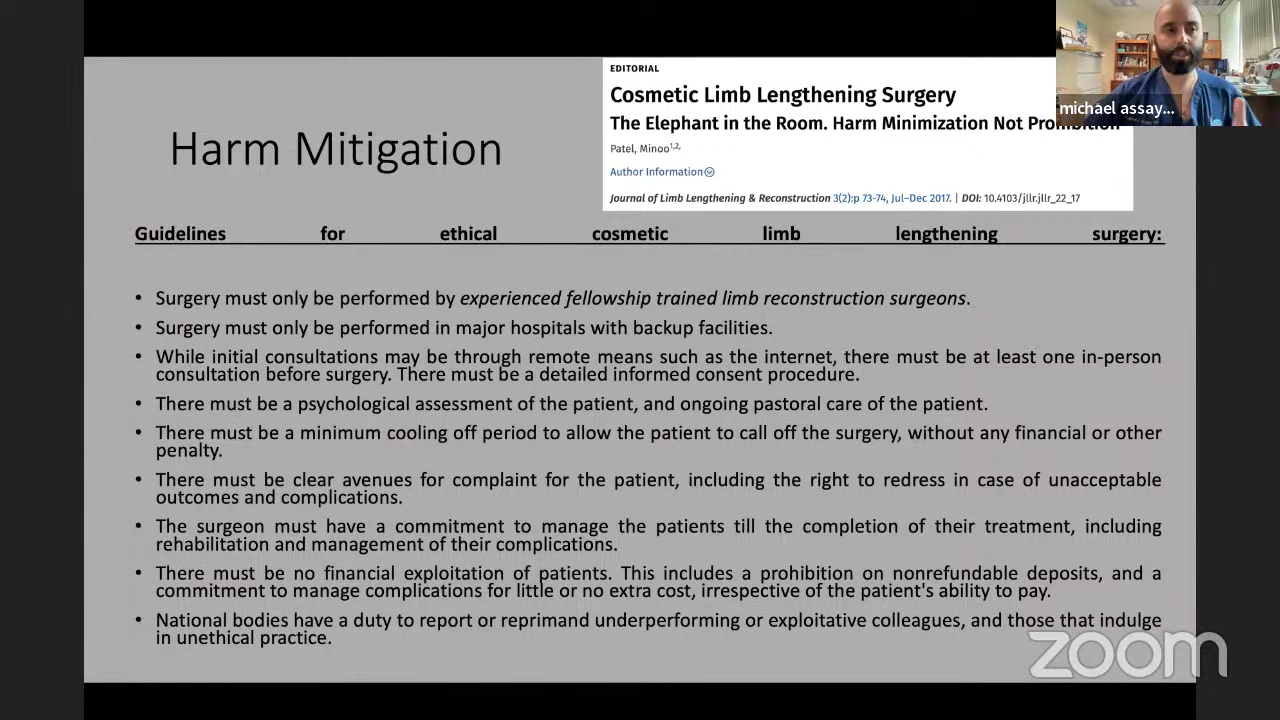 EDITORIAL
Cosmetic Limb Lengthening Surgery
The Elephant in the Room. Harm Minimization Not Prohibition
Patel, Minoo1,2,
Author Information
Journal of Limb Lengthening & Reconstruction 3(2):p 73-74, Jul–Dec 2017. | DOI: 10.4103/jllr.jllr_22_17
michael assay...
Harm Mitigation
Guidelines for ethical cosmetic limb lengthening surgery:
• Surgery must only be performed by experienced fellowship trained limb reconstruction surgeons.
• Surgery must only be performed in major hospitals with backup facilities.
• While initial consultations may be through remote means such as the internet, there must be at least one in-person
consultation before surgery. There must be a detailed informed consent procedure.
• There must be a psychological assessment of the patient, and ongoing pastoral care of the patient.
• There must be a minimum cooling off period to allow the patient to call off the surgery, without any financial or other
penalty.
• There must be clear avenues for complaint for the patient, including the right to redress in case of unacceptable
outcomes and complications.
• The surgeon must have a commitment to manage the patients till the completion of their treatment, including
rehabilitation and management of their complications.
• There must be no financial exploitation of patients. This includes a prohibition on nonrefundable deposits, and a
commitment to manage complications for little or no extra cost, irrespective of the patient's ability to pay.
• National bodies have a duty to report or reprimand underperforming or exploitative colleagues, and those that indulge
in unethical practice.
zoom